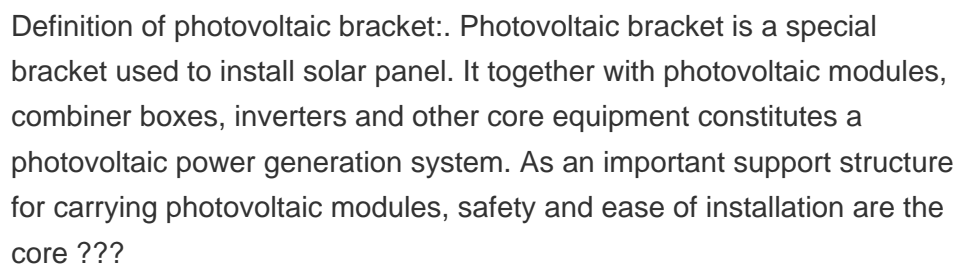 Definition of photovoltaic bracket:. Photovoltaic bracket is a special
bracket used to install solar panel. It together with photovoltaic modules,
combiner boxes, inverters and other core equipment constitutes a
photovoltaic power generation system. As an important support structure
for carrying photovoltaic modules, safety and ease of installation are the
core ???